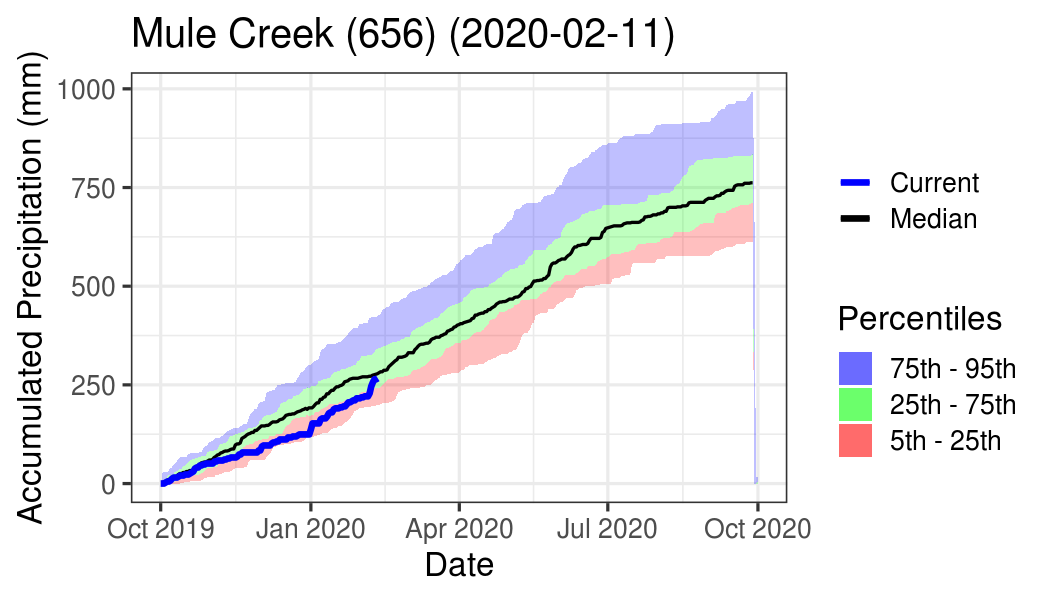 Mule Creek (656) (2020-02-11)
Accumulated Precipitation (mm)
1000
750
500
250
0
Oct 2019 Jan 2020 Apr 2020 Jul 2020 Oct 2020
Date
Current
Median
Percentiles
75th - 95th
25th - 75th
5th - 25th